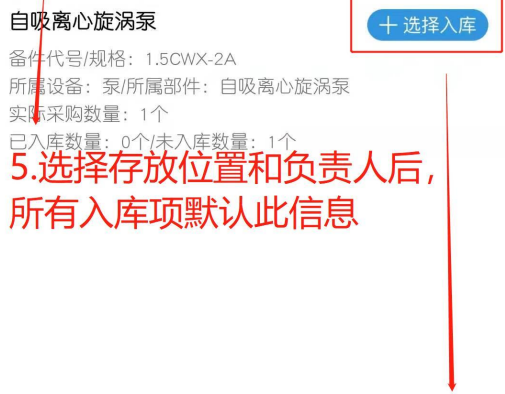 自吸离心旋涡泵
+ 选择入库
备件代号/规格：1.5CWX-2A
所属设备：泵/所属部件：自吸离心旋涡泵
实际采购数量：1个
已入库数量：0个/未入库数量：1个
5.选择存放位置和负责人后，
所有入库项默认此信息